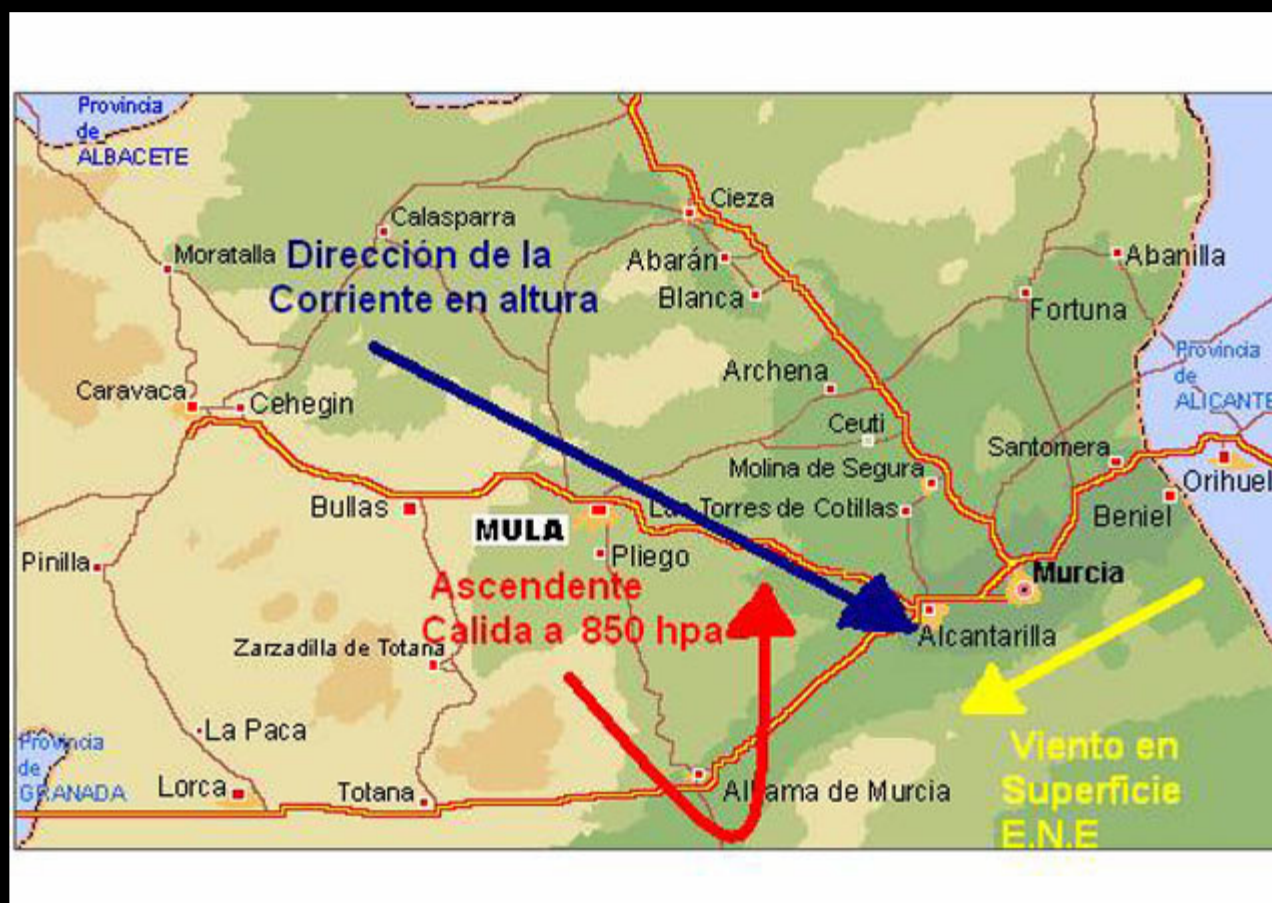 Provincia
de
ALBACETE
Cieza
Calasparra
Moratalla
Dirección de la
Corriente en altura
Abarán
Abanilla
Blanca
Fortuna
Provincia
de
ALICANTE
Archena
Caravaca
Cehegin
Ceuti
Santomera
Molina de Segura
Orihuel
Bullas
Las Torres de Cotillas
Beniel
MULA
Pliego
Pinilla
Murcia
Ascendente
Calida a 850 hpa
Alcantarilla
Zarzadilla de Totana
La Paca
Viento en
Superficie
E.N.E
Provincia
de
GRANADA
Lorca
Totana
Alhama de Murcia